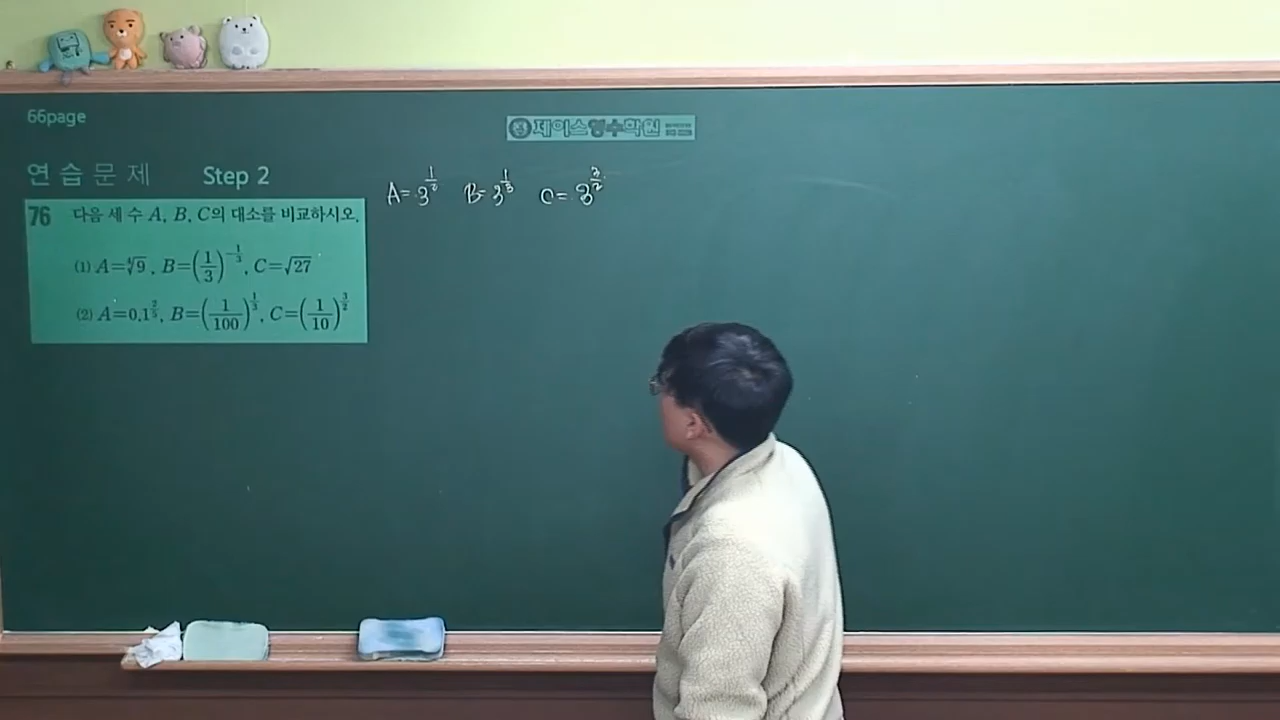 66page
제이스영수학원
연습문제 Step 2
76 다음 세 수 A, B, C의 대소를 비교하시오.
(1) A=⁴√9, B=(1/3)^{-1/3}, C=√27
(2) A=0.1^{2/5}, B=(1/100)^{1/3}, C=(1/10)^{3/2}
A=3^{1/2} B=3^{1/3} C=3^{3/2}